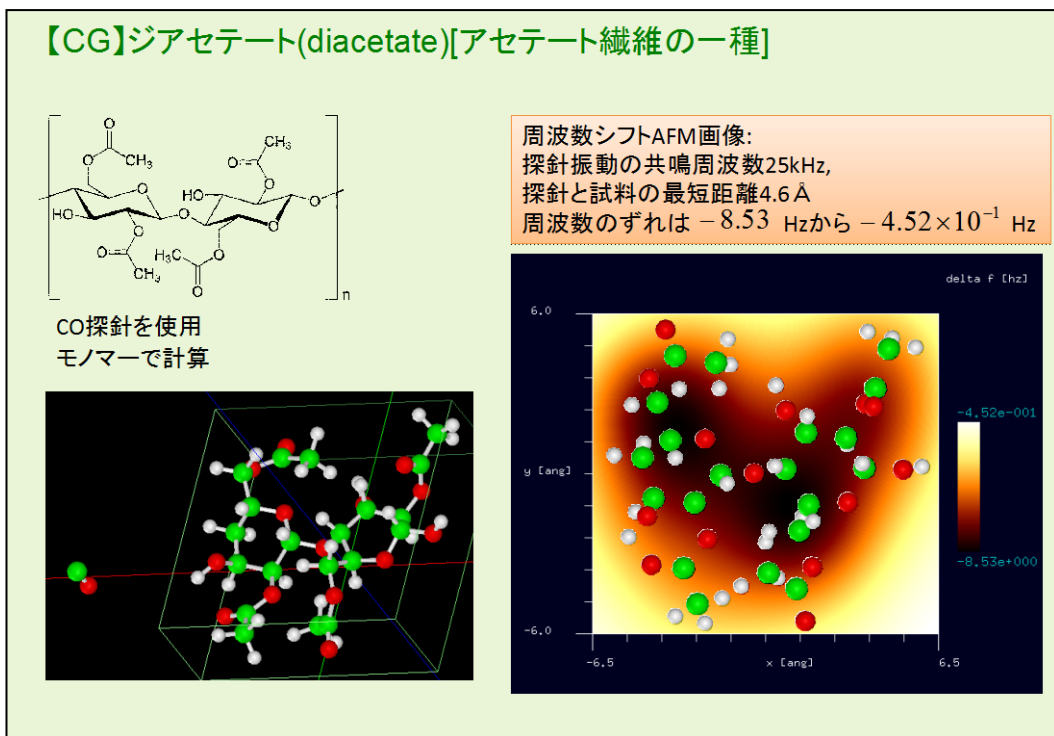 【CG】ジアセテート(diacetate)[アセテート繊維の一種]
O
O
CH₃
O
HO
O
O
CH₃
O
HO
O
O
CH₃
O
O
H₃C
O
O
n
CO探針を使用
モノマーで計算
周波数シフトAFM画像:
探針振動の共鳴周波数25kHz,
探針と試料の最短距離4.6Å
周波数のずれは −8.53 Hzから −4.52×10⁻¹ Hz
delta f [hz]
6.0
-4.52e-001
y [ang]
-8.53e+000
-6.0
-6.5
x [ang]
6.5